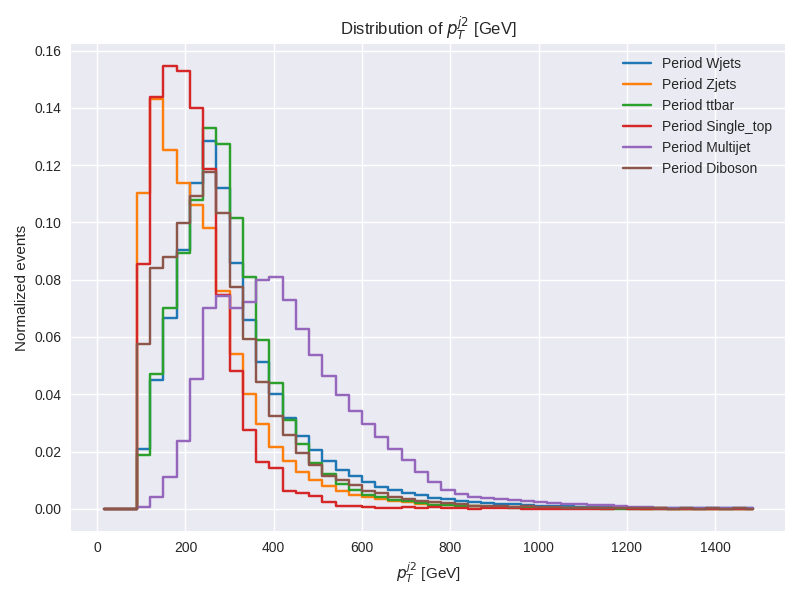 Distribution of $p_T^{j2}$ [GeV]
0.16
0.14
0.12
0.10
0.08
0.06
0.04
0.02
0.00
Normalized events
Period Wjets
Period Zjets
Period ttbar
Period Single_top
Period Multijet
Period Diboson
0 200 400 600 800 1000 1200 1400
$p_T^{j2}$ [GeV]